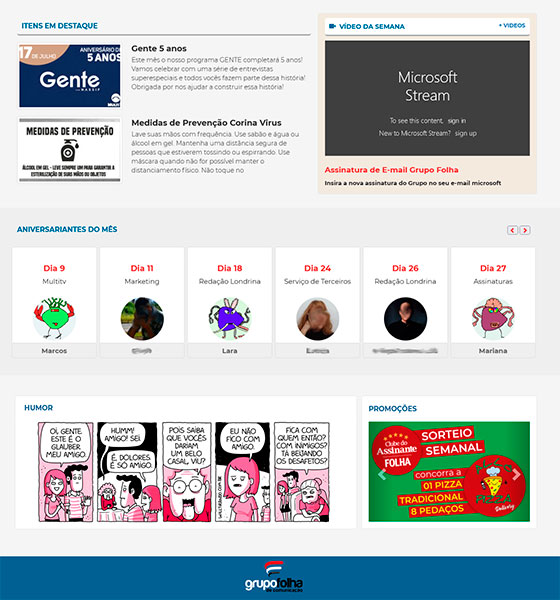 ITENS EM DESTAQUE
17 DE JULHO
ANIVERSÁRIO DE
5 ANOS
Gente
Gente 5 anos
Este mês o nosso programa GENTE completará 5 anos!
Vamos celebrar com uma série de entrevistas
superespeciais e todos vocês fazem parte dessa história!
Obrigada por nos ajudar a construir essa história!
MEDIDAS DE PREVENÇÃO
ÁLCOOL EM GEL - LEVE SEMPRE UM PARA GARANTIR A
ESTERILIZAÇÃO DE SUAS MÃOS OU OBJETOS
Medidas de Prevenção Corina Virus
Lave suas mãos com frequência. Use sabão e água ou
álcool em gel. Mantenha uma distância segura de
pessoas que estiverem tossindo ou espirrando. Use
máscara quando não for possível manter o
distanciamento físico. Não toque no
VÍDEO DA SEMANA
+ VIDEOS
Microsoft
Stream
To see this content, sign in
New to Microsoft Stream? sign up
Assinatura de E-mail Grupo Folha
Insira a nova assinatura do Grupo no seu e-mail microsoft
ANIVERSARIANTES DO MÊS
Dia 9
Multitv
Marcos
Dia 11
Marketing
Dia 18
Redação Londrina
Lara
Dia 24
Serviço de Terceiros
Dia 26
Redação Londrina
Dia 27
Assinaturas
Mariana
HUMOR
OI, GENTE
ESTE É O
GLAUBER,
MEU AMIGO.
HUMM!
AMIGO! SEI
É, DOLORES.
É SÓ AMIGO.
POIS SAIBA
QUE VOCÊS
DARIAM
UM BELO
CASAL, VIL?
EU NÃO
FICO COM
AMIGO.
FICA COM
QUEM ENTÃO?
COM INIMIGOS?
TÁ BEIJANDO
OS DESAFETOS?
PROMOÇÕES
Clube do
Assinante
FOLHA
SORTEIO
SEMANAL
concorra a
01 PIZZA
TRADICIONAL
8 PEDAÇOS
PIZZA
Delivery
grupofolha
de comunicação